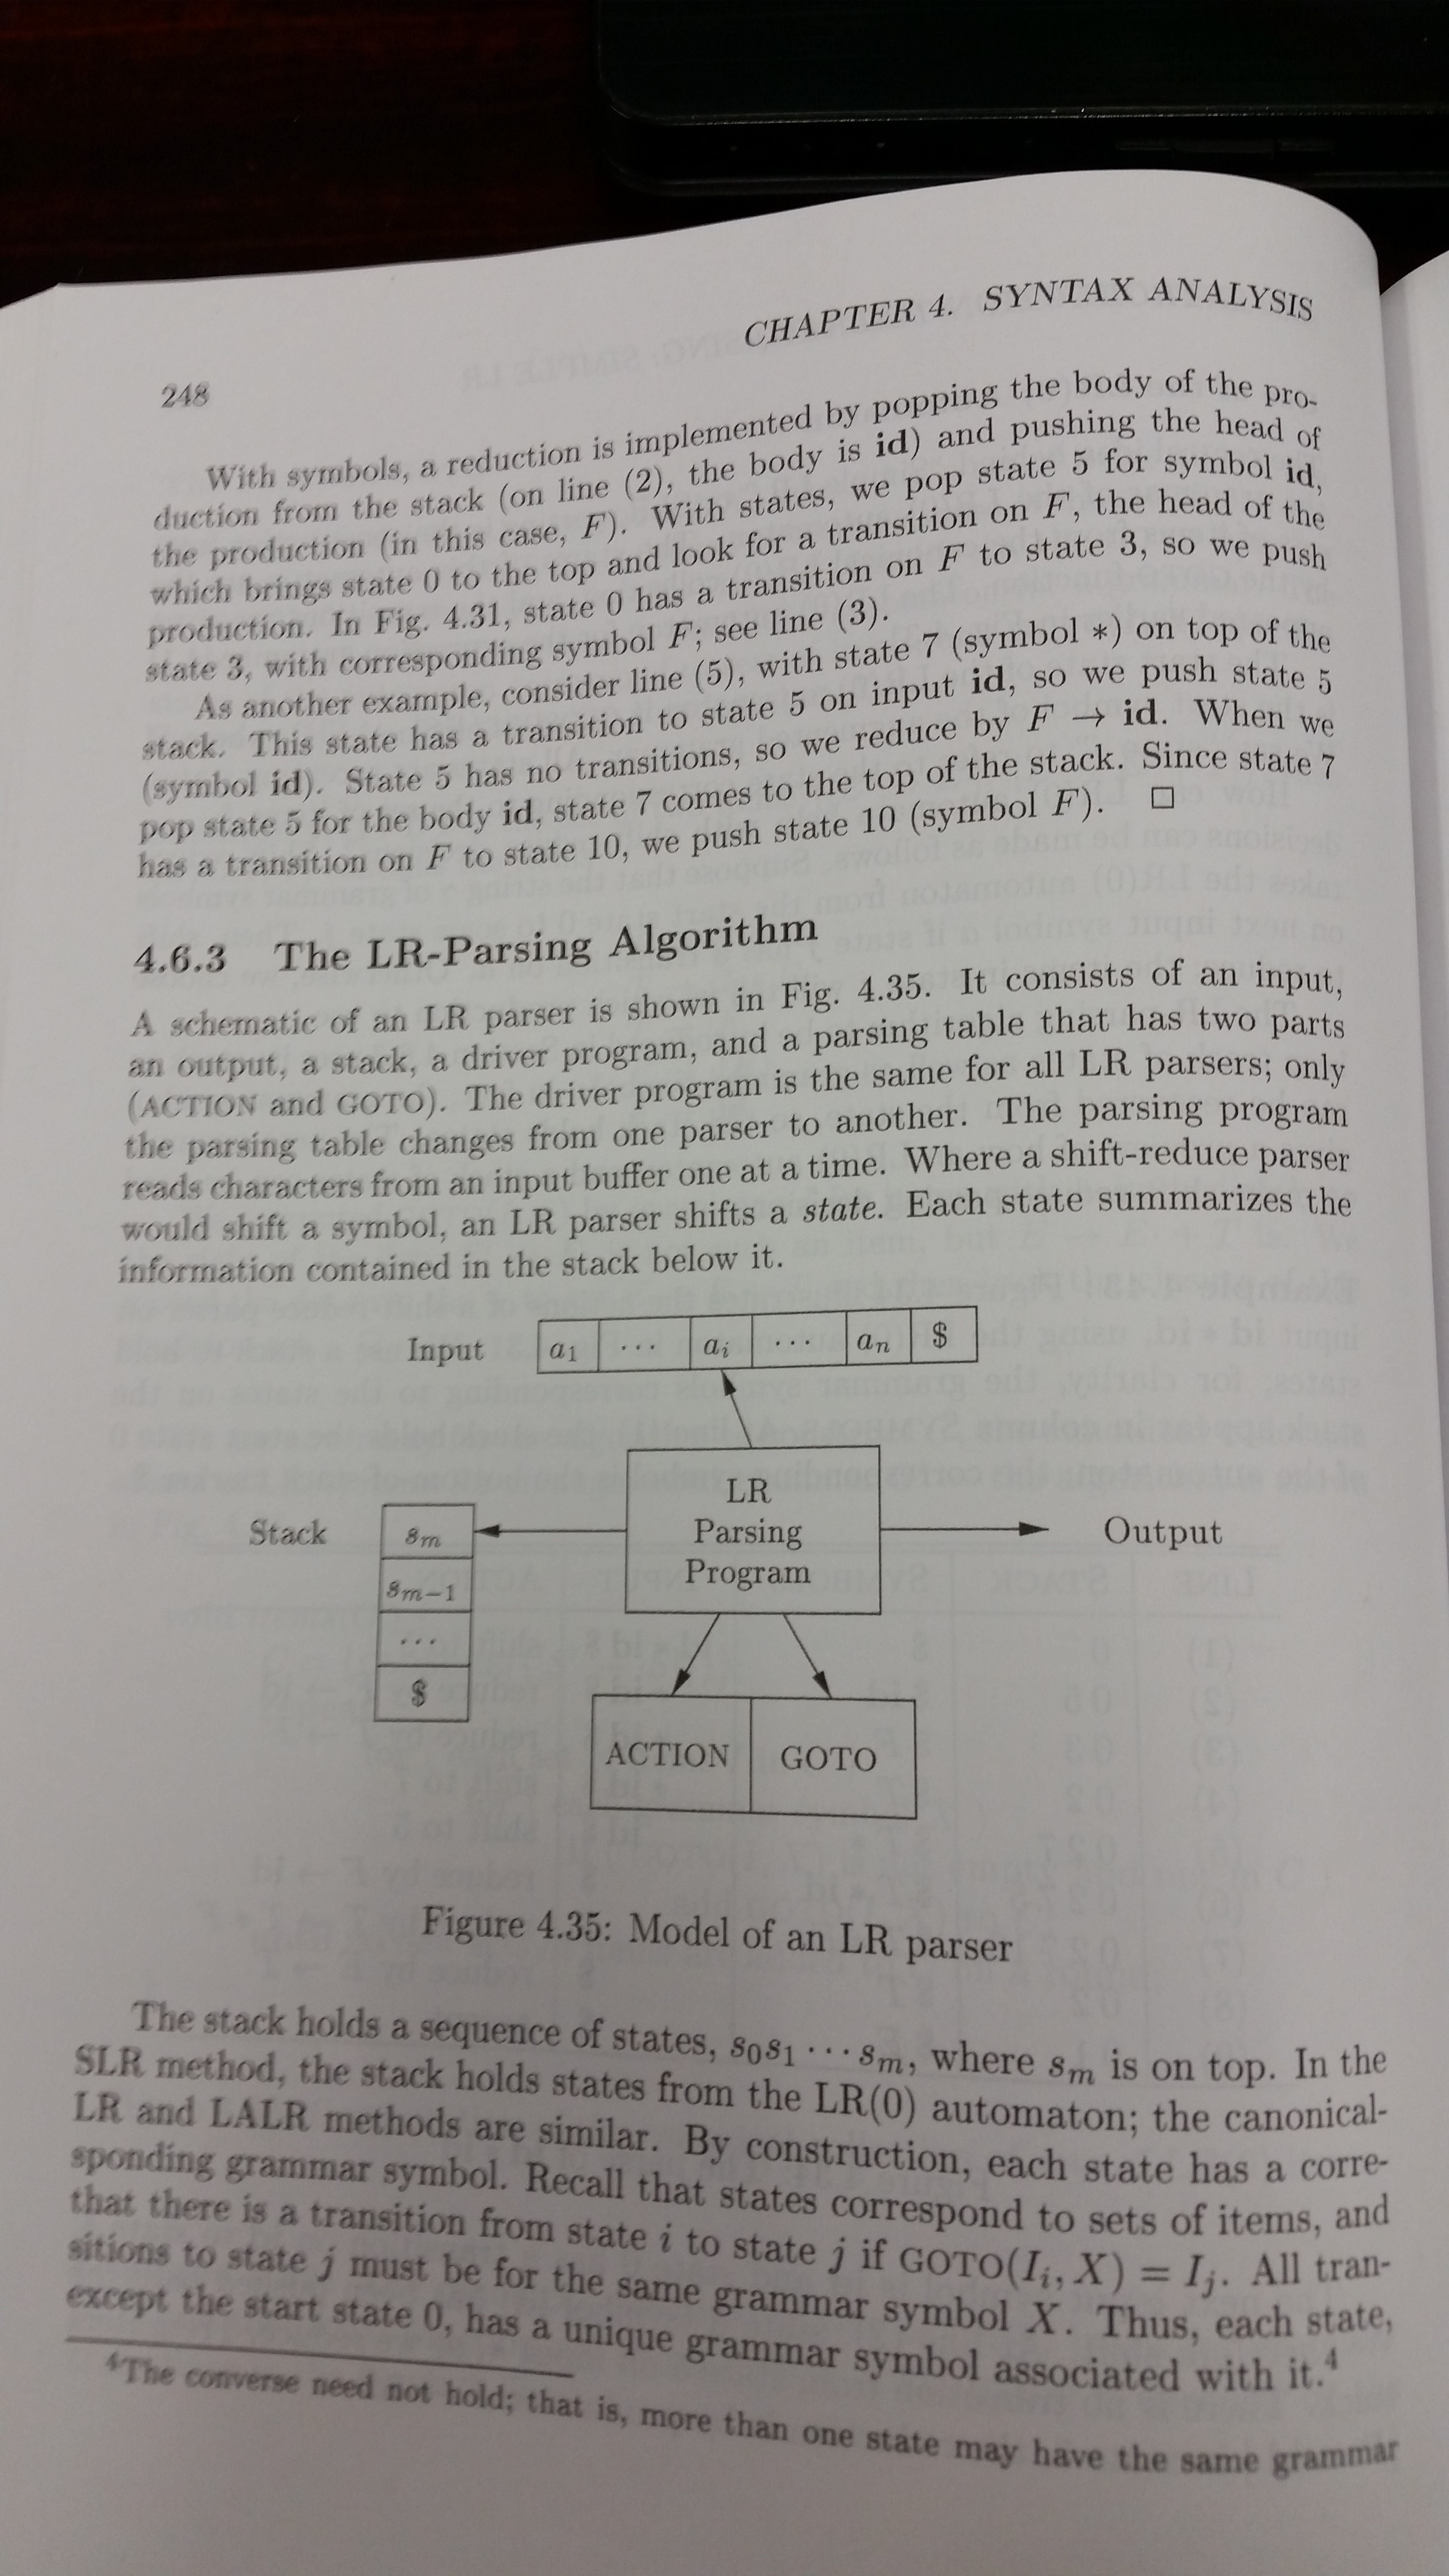 CHAPTER 4. SYNTAX ANALYSIS
248
With symbols, a reduction is implemented by popping the body of the pro-
duction from the stack (on line (2), the body is id) and pushing the head of
the production (in this case, F). With states, we pop state 5 for symbol id,
which brings state 0 to the top and look for a transition on F, the head of the
production. In Fig. 4.31, state 0 has a transition on F to state 3, so we push
state 3, with corresponding symbol F; see line (3).
As another example, consider line (5), with state 7 (symbol *) on top of the
stack. This state has a transition to state 5 on input id, so we push state 5
(symbol id). State 5 has no transitions, so we reduce by F → id. When we
pop state 5 for the body id, state 7 comes to the top of the stack. Since state 7
has a transition on F to state 10, we push state 10 (symbol F). □
4.6.3 The LR-Parsing Algorithm
A schematic of an LR parser is shown in Fig. 4.35. It consists of an input,
an output, a stack, a driver program, and a parsing table that has two parts
(ACTION and GOTO). The driver program is the same for all LR parsers; only
the parsing table changes from one parser to another. The parsing program
reads characters from an input buffer one at a time. Where a shift-reduce parser
would shift a symbol, an LR parser shifts a state. Each state summarizes the
information contained in the stack below it.
Input a₁ ··· aᵢ ··· aₙ $
LR
Parsing
Program
Stack
sₘ
sₘ₋₁
···
$
Output
ACTION GOTO
Figure 4.35: Model of an LR parser
The stack holds a sequence of states, s₀s₁ ··· sₘ, where sₘ is on top. In the
SLR method, the stack holds states from the LR(0) automaton; the canonical-
LR and LALR methods are similar. By construction, each state has a corre-
sponding grammar symbol. Recall that states correspond to sets of items, and
that there is a transition from state i to state j if GOTO(Iᵢ, X) = Iⱼ. All tran-
sitions to state j must be for the same grammar symbol X. Thus, each state,
except the start state 0, has a unique grammar symbol associated with it.⁴
⁴The converse need not hold; that is, more than one state may have the same grammar